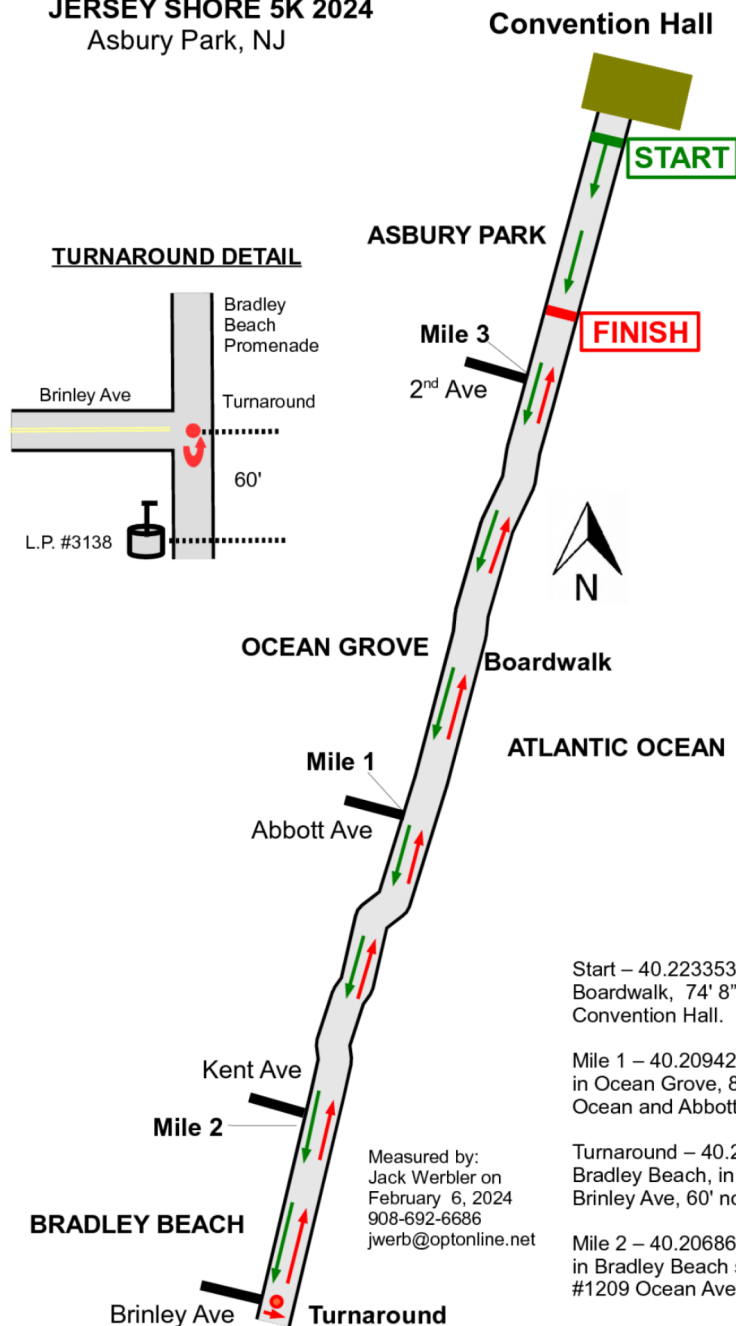 JERSEY SHORE 5K 2024
Asbury Park, NJ
Convention Hall
START
ASBURY PARK
TURNAROUND DETAIL
Bradley
Beach
Promenade
Brinley Ave
Turnaround
60'
L.P. #3138
FINISH
Mile 3
2nd Ave
N
OCEAN GROVE
Boardwalk
ATLANTIC OCEAN
Mile 1
Abbott Ave
Kent Ave
Mile 2
Measured by:
Jack Werbler on
February 6, 2024
908-692-6686
jwerb@optonline.net
BRADLEY BEACH
Brinley Ave
Turnaround
Start – 40.223353
Boardwalk, 74' 8”
Convention Hall.
Mile 1 – 40.20942
in Ocean Grove, 8
Ocean and Abbott
Turnaround – 40.2
Bradley Beach, in
Brinley Ave, 60' no
Mile 2 – 40.20686
in Bradley Beach
#1209 Ocean Ave